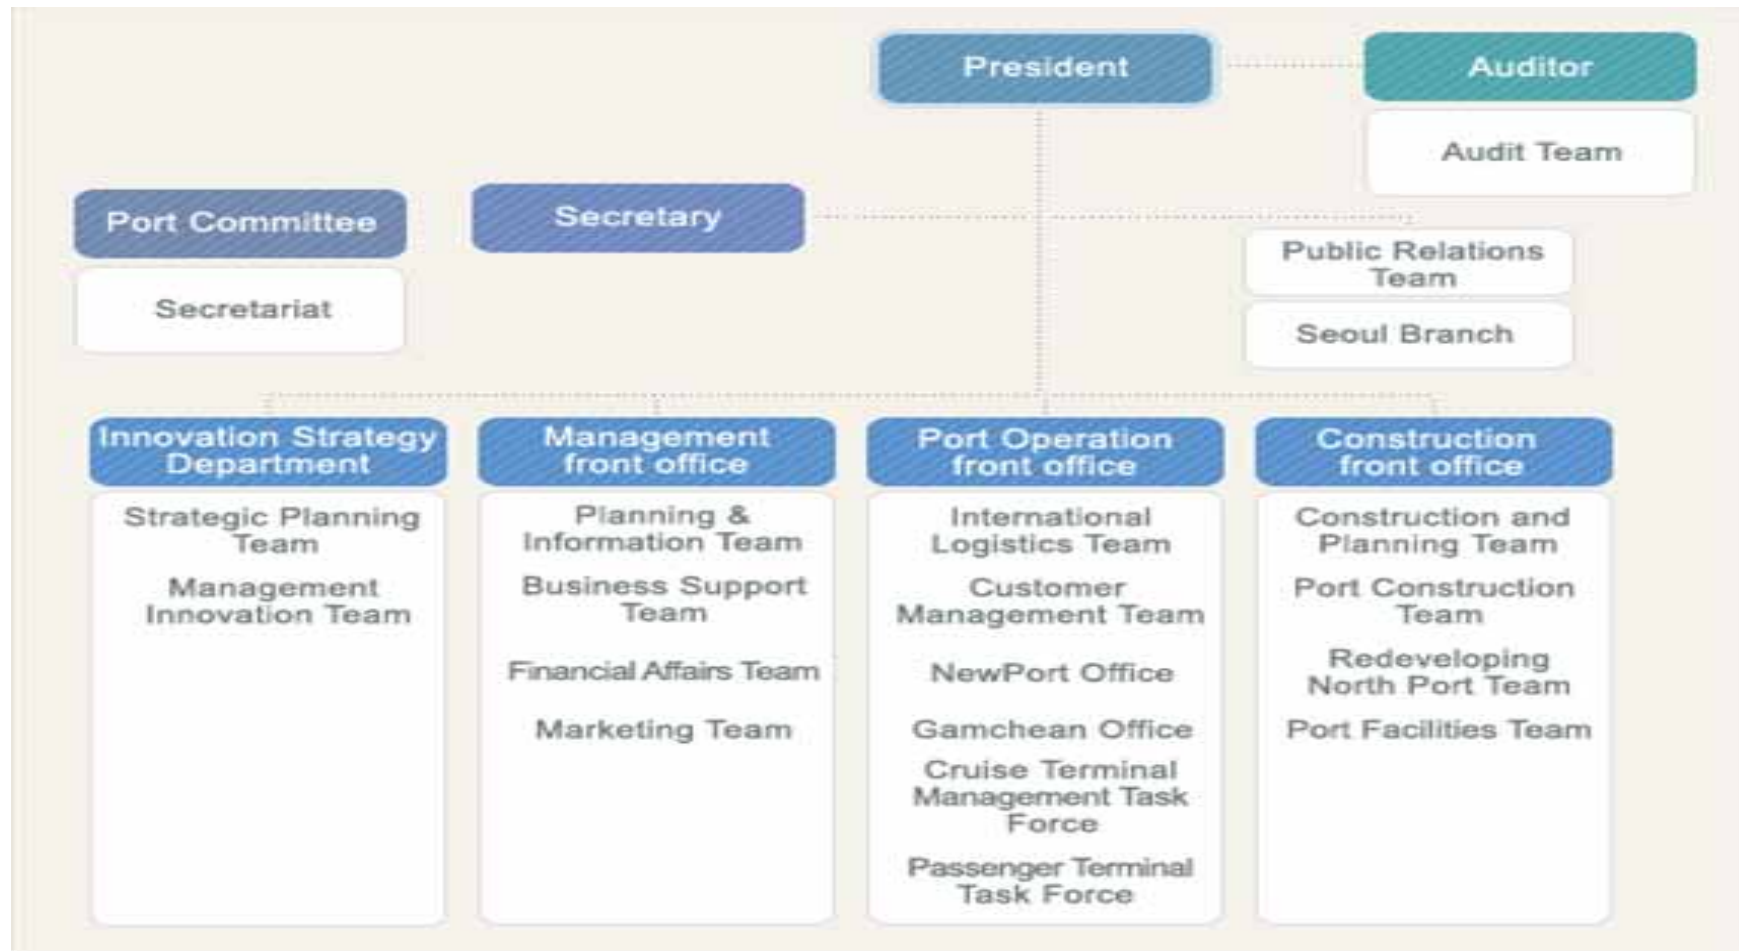 President
Auditor
Audit Team
Port Committee
Secretary
Secretariat
Public Relations
Team
Seoul Branch
Innovation Strategy
Department
Strategic Planning
Team
Management
Innovation Team
Management
front office
Planning &
Information Team
Business Support
Team
Financial Affairs Team
Marketing Team
Port Operation
front office
International
Logistics Team
Customer
Management Team
NewPort Office
Gamchean Office
Cruise Terminal
Management Task
Force
Passenger Terminal
Task Force
Construction
front office
Construction and
Planning Team
Port Construction
Team
Redeveloping
North Port Team
Port Facilities Team